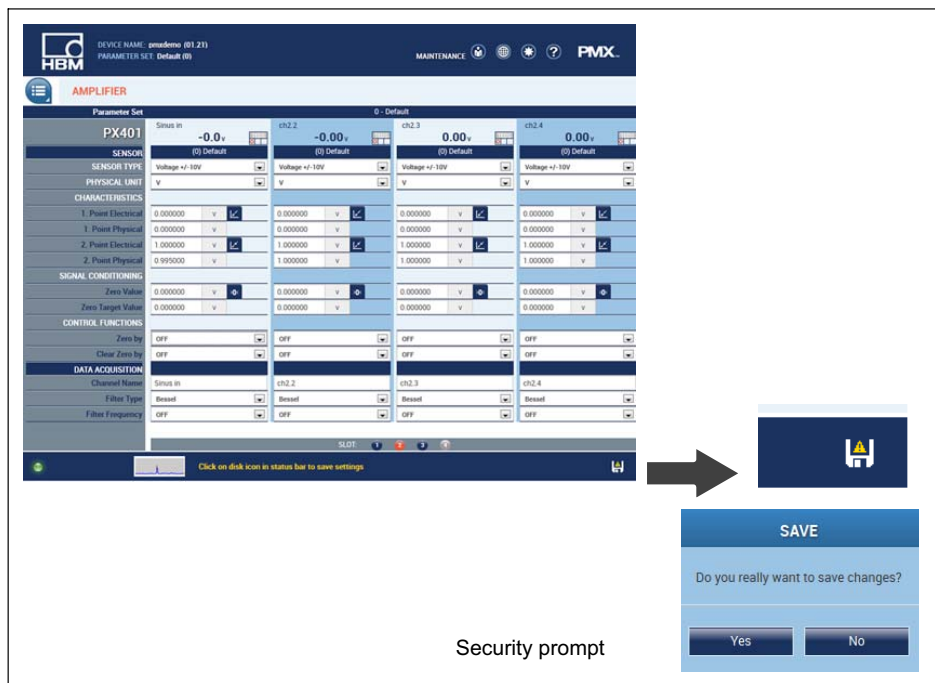 HBM
DEVICE NAME: pmxdemo (01.21)
PARAMETER SET: Default (0)
MAINTENANCE ? PMX
AMPLIFIER
Parameter Set 0 - Default
PX401 Sinus in -0.0 V ch2.2 -0.00 V ch2.3 0.00 V ch2.4 0.00 V
SENSOR (0) Default (0) Default (0) Default (0) Default
SENSOR TYPE Voltage +/-10V Voltage +/-10V Voltage +/-10V Voltage +/-10V
PHYSICAL UNIT V V V V
CHARACTERISTICS
1. Point Electrical 0.000000 V 0.000000 V 0.000000 V 0.000000 V
1. Point Physical 0.000000 V 0.000000 V 0.000000 V 0.000000 V
2. Point Electrical 1.000000 V 1.000000 V 1.000000 V 1.000000 V
2. Point Physical 0.995000 V 1.000000 V 1.000000 V 1.000000 V
SIGNAL CONDITIONING
Zero Value 0.000000 V 0.000000 V 0.000000 V 0.000000 V
Zero Target Value 0.000000 V 0.000000 V 0.000000 V 0.000000 V
CONTROL FUNCTIONS
Zero by OFF OFF OFF OFF
Clear Zero by OFF OFF OFF OFF
DATA ACQUISITION
Channel Name Sinus in ch2.2 ch2.3 ch2.4
Filter Type Bessel Bessel Bessel Bessel
Filter Frequency OFF OFF OFF OFF
SLOT 1 2 3 4
Click on disk icon in status bar to save settings
SAVE
Do you really want to save changes?
Yes No
Security prompt